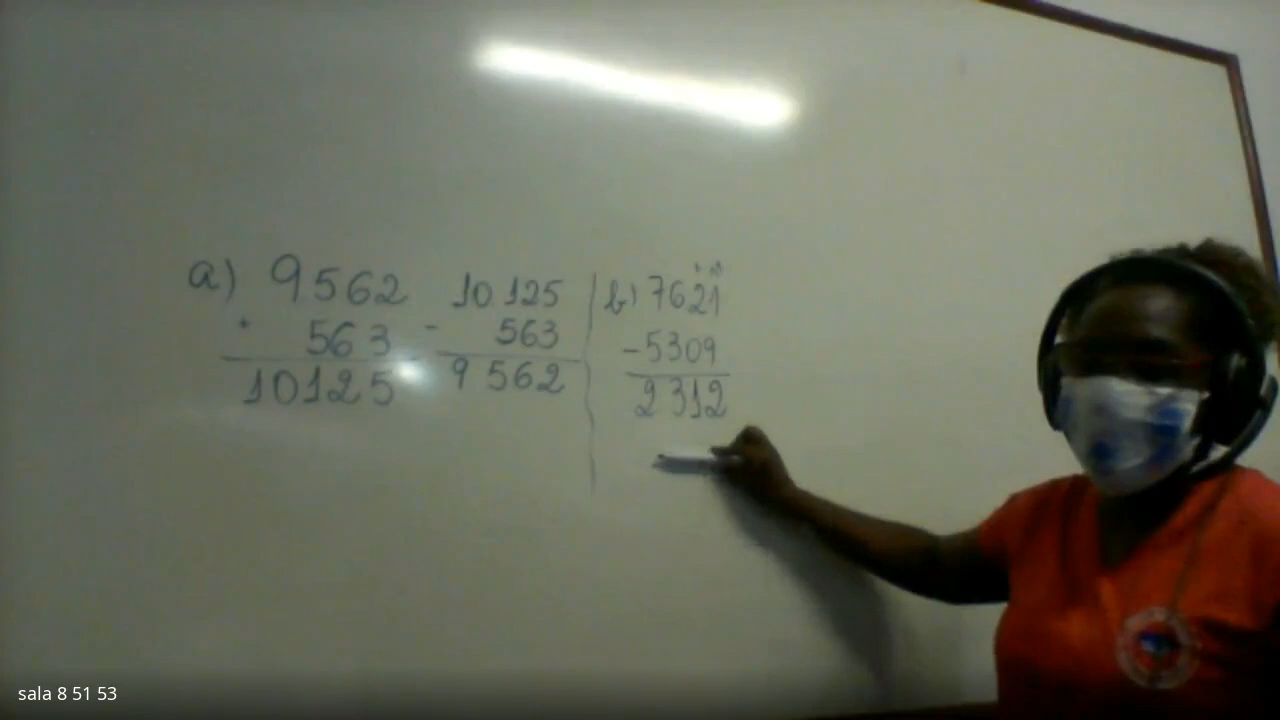 a) 9562
+ 563
10125
10125
- 563
9562
b) 7621
-5309
2312
sala 8 51 53